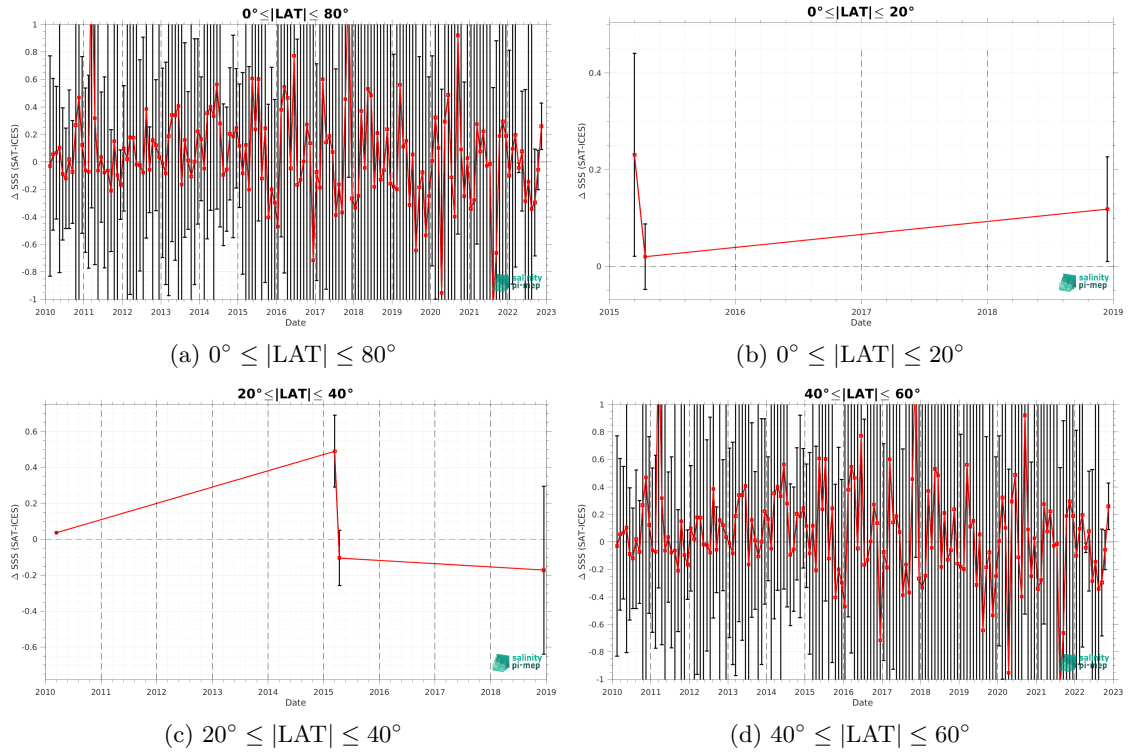 0°≤|LAT|≤ 80°
Δ SSS (SAT-ICES)
1
0.8
0.6
0.4
0.2
0
-0.2
-0.4
-0.6
-0.8
-1
2010 2011 2012 2013 2014 2015 2016 2017 2018 2019 2020 2021 2022 2023
Date
salinity
pi-mep
(a) 0° ≤ |LAT| ≤ 80°
0°≤|LAT|≤ 20°
Δ SSS (SAT-ICES)
0.4
0.2
0
2015 2016 2017 2018 2019
Date
salinity
pi-mep
(b) 0° ≤ |LAT| ≤ 20°
20°≤|LAT|≤ 40°
Δ SSS (SAT-ICES)
0.6
0.4
0.2
0
-0.2
-0.4
-0.6
2010 2011 2012 2013 2014 2015 2016 2017 2018 2019
Date
salinity
pi-mep
(c) 20° ≤ |LAT| ≤ 40°
40°≤|LAT|≤ 60°
Δ SSS (SAT-ICES)
1
0.8
0.6
0.4
0.2
0
-0.2
-0.4
-0.6
-0.8
-1
2010 2011 2012 2013 2014 2015 2016 2017 2018 2019 2020 2021 2022 2023
Date
salinity
pi-mep
(d) 40° ≤ |LAT| ≤ 60°